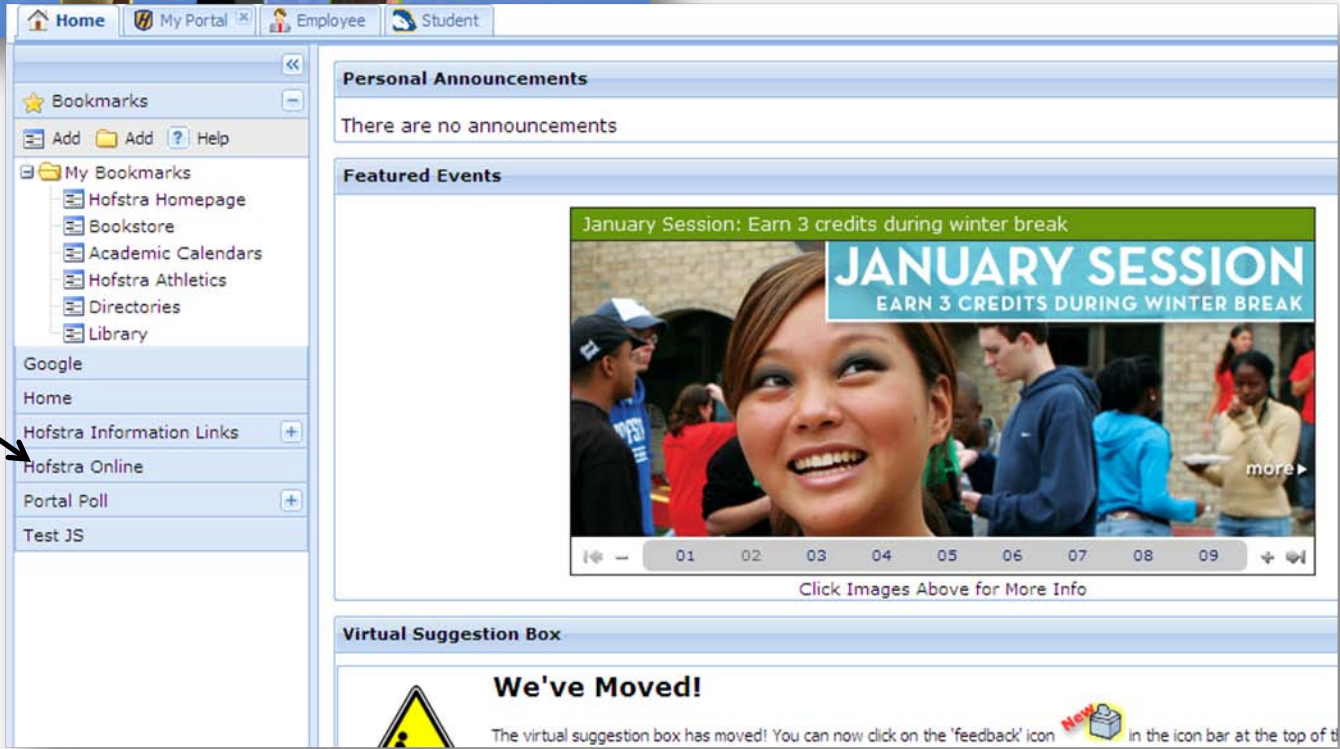 Home My Portal Employee Student
Bookmarks
Add Add ? Help
My Bookmarks
Hofstra Homepage
Bookstore
Academic Calendars
Hofstra Athletics
Directories
Library
Google
Home
Hofstra Information Links
Hofstra Online
Portal Poll
Test JS
Personal Announcements
There are no announcements
Featured Events
January Session: Earn 3 credits during winter break
JANUARY SESSION
EARN 3 CREDITS DURING WINTER BREAK
more
01 02 03 04 05 06 07 08 09
Click Images Above for More Info
Virtual Suggestion Box
We've Moved!
The virtual suggestion box has moved! You can now click on the 'feedback' icon New in the icon bar at the top of